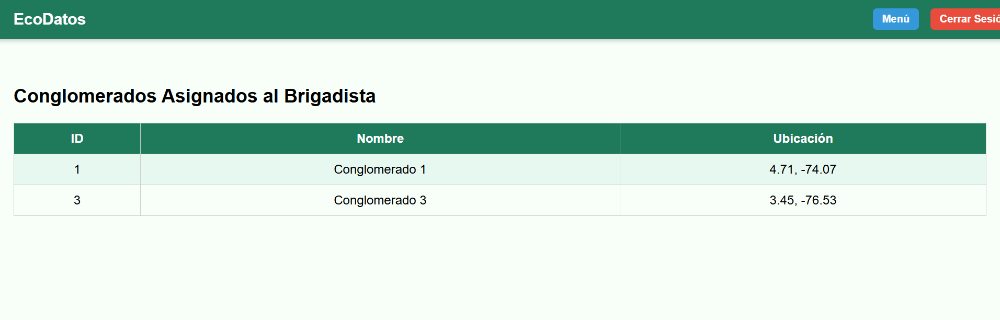 EcoDatos Menú Cerrar Sesió
Conglomerados Asignados al Brigadista
ID Nombre Ubicación
1 Conglomerado 1 4.71, -74.07
3 Conglomerado 3 3.45, -76.53